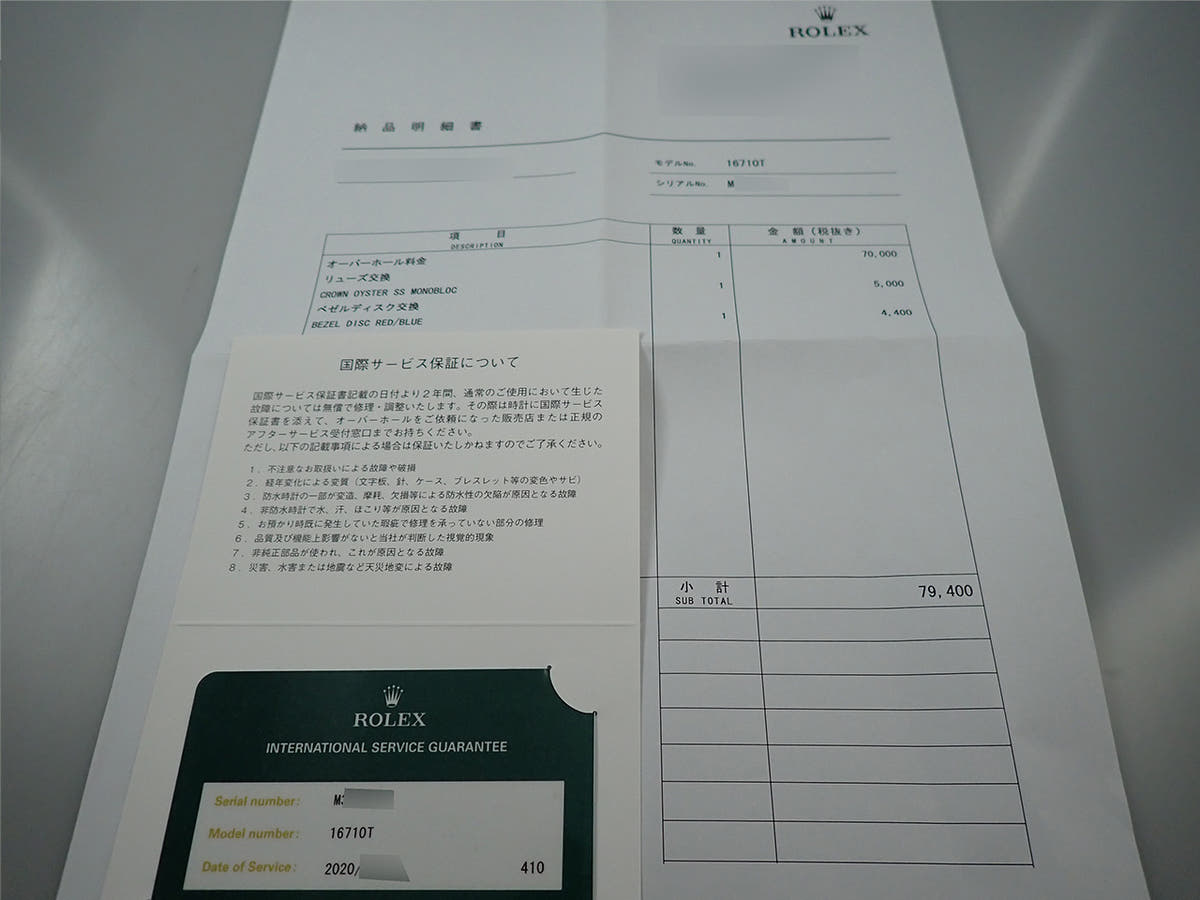 ROLEX
納品明細書
モデルNo. 16710T
シリアルNo. M
項目 数量 金額(税抜き)
DESCRIPTION QUANTITY AMOUNT
オーバーホール料金 1 70,000
リューズ交換
CROWN OYSTER SS MONOBLOC 1 5,000
ベゼルディスク交換
BEZEL DISC RED/BLUE 1 4,400
小計 79,400
SUB TOTAL
国際サービス保証について
国際サービス保証書記載の日付より2年間、通常のご使用において生じた
故障については無償で修理・調整いたします。その際は時計に国際サービス
保証書を添えて、オーバーホールをご依頼になった販売店または正規の
アフターサービス受付窓口までお持ちください。
ただし、以下の記載事項による場合は保証いたしかねますのでご了承ください。
1. 不注意なお取扱いによる故障や破損
2. 経年変化による変質(文字板、針、ケース、ブレスレット等の変色やサビ)
3. 防水時計の一部が変造、摩耗、欠損等による防水性の欠陥が原因となる故障
4. 非防水時計で水、汗、ほこり等が原因となる故障
5. お預かり時既に発生していた瑕疵で修理を承っていない部分の修理
6. 品質及び機能上影響がないと当社が判断した視覚的現象
7. 非純正部品が使われ、これが原因となる故障
8. 災害、水害または地震など天災地変による故障
ROLEX
INTERNATIONAL SERVICE GUARANTEE
Serial number: M3
Model number: 16710T
Date of Service: 2020/ 410